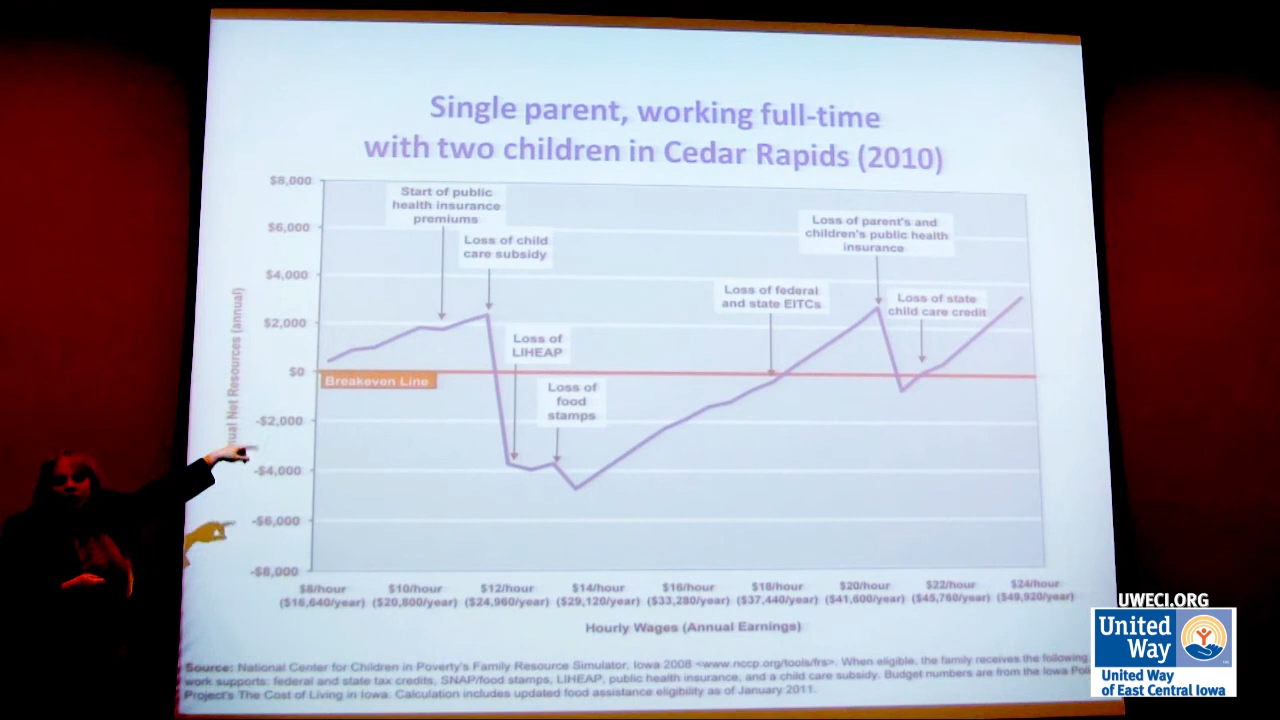 Single parent, working full-time
with two children in Cedar Rapids (2010)
$8,000
$6,000
$4,000
$2,000
$0
-$2,000
-$4,000
-$6,000
-$8,000
Net Resources (annual)
Start of public
health insurance
premiums
Loss of child
care subsidy
Loss of
LIHEAP
Loss of
food
stamps
Loss of federal
and state EITCs
Loss of parent's and
children's public health
insurance
Loss of state
child care credit
Breakeven Line
$8/hour $10/hour $12/hour $14/hour $16/hour $18/hour $20/hour $22/hour $24/hour
($16,640/year) ($20,800/year) ($24,960/year) ($29,120/year) ($33,280/year) ($37,440/year) ($41,600/year) ($45,760/year) ($49,920/year)
Hourly Wages (Annual Earnings)
Source: National Center for Children in Poverty's Family Resource Simulator, Iowa 2008 <www.nccp.org/tools/frs>. When eligible, the family receives the following
work supports: federal and state tax credits, SNAP/food stamps, LIHEAP, public health insurance, and a child care subsidy. Budget numbers are from the Iowa
Project's The Cost of Living in Iowa. Calculation includes updated food assistance eligibility as of January 2011.
UWECI.ORG
United
Way
United Way
of East Central Iowa